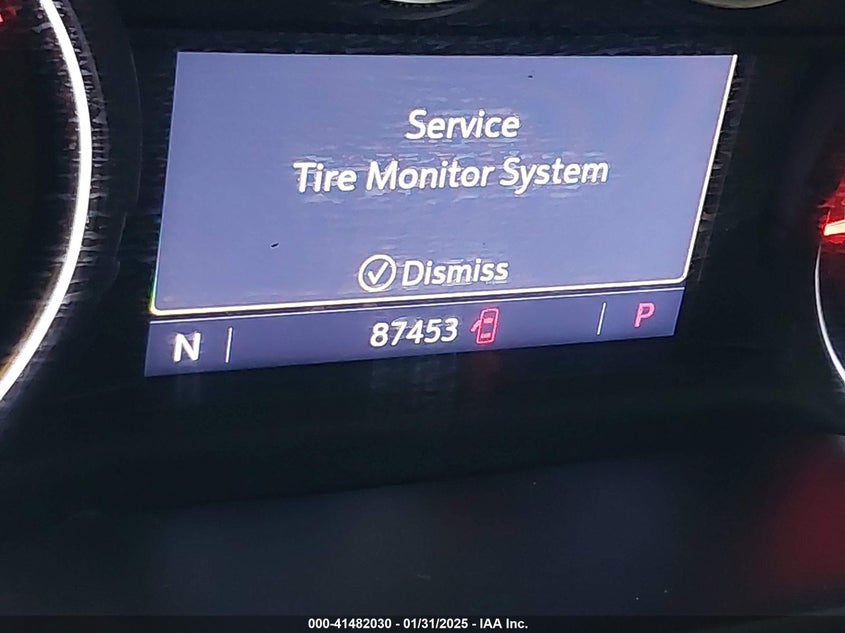 Service
Tire Monitor System
Dismiss
N 87453 P
000-41482030 - 01/31/2025 - IAA Inc.